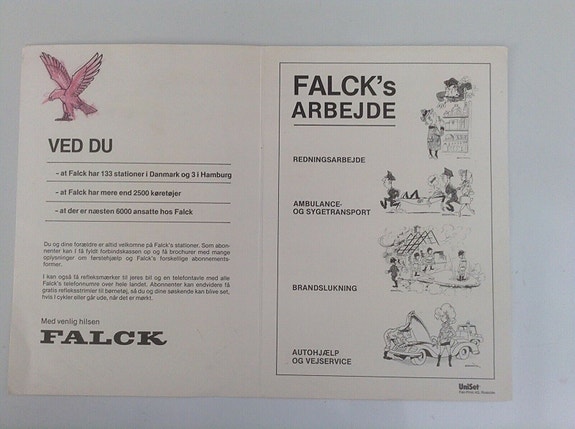 VED DU
- at Falck har 133 stationer i Danmark og 3 i Hamburg
- at Falck har mere end 2500 køretøjer
- at der er næsten 6000 ansatte hos Falck
Du og dine forældre er altid velkomne på Falck's stationer. Som abon-
nenter kan I få fyldt forbindskassen op og få brochurer med mange
oplysninger om førstehjælp og Falck's forskellige abonnements-
former.
I kan også få refleksmærker til jeres bil og en telefontavle med alle
Falck's telefonnumre over hele landet. Abonnenter kan endvidere få
gratis refleksstrimler til børnetøj, så du og dine søskende kan blive set,
hvis I cykler eller går ude, når det er mørkt.
Med venlig hilsen
FALCK
FALCK's
ARBEJDE
REDNINGSARBEJDE
AMBULANCE-
OG SYGETRANSPORT
BRANDSLUKNING
AUTOHJÆLP
OG VEJSERVICE
UniSet